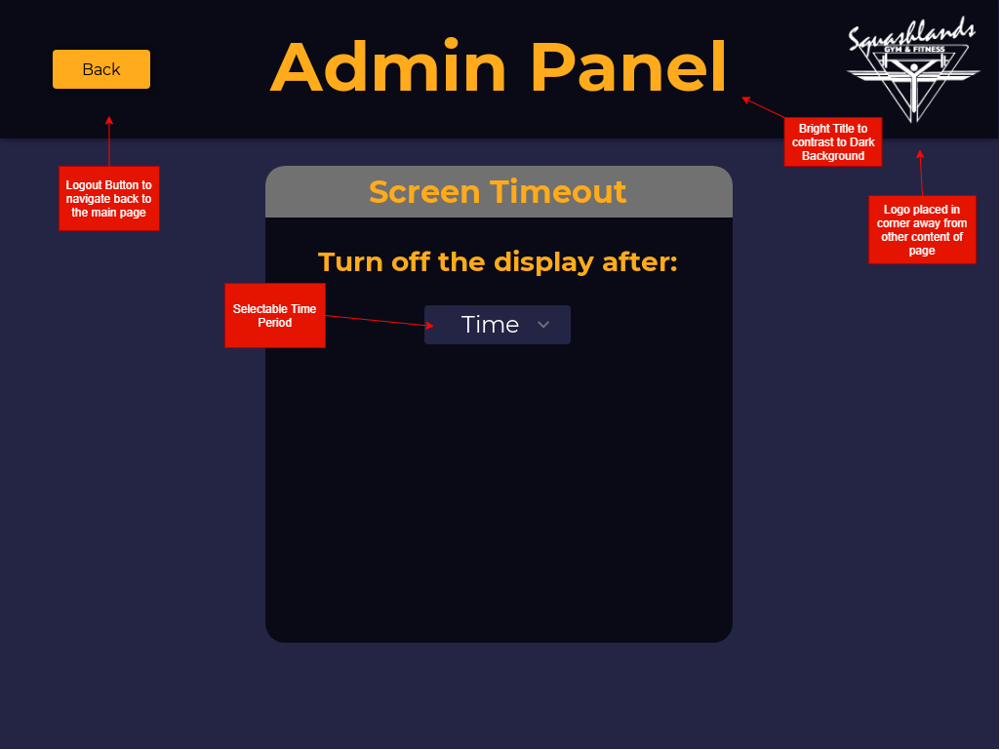 Back
Admin Panel
Squashlands
GYM & FITNESS
Bright Title to
contrast to Dark
Background
Logout Button to
navigate back to
the main page
Screen Timeout
Logo placed in
corner away from
other content of
page
Turn off the display after:
Selectable Time
Period
Time